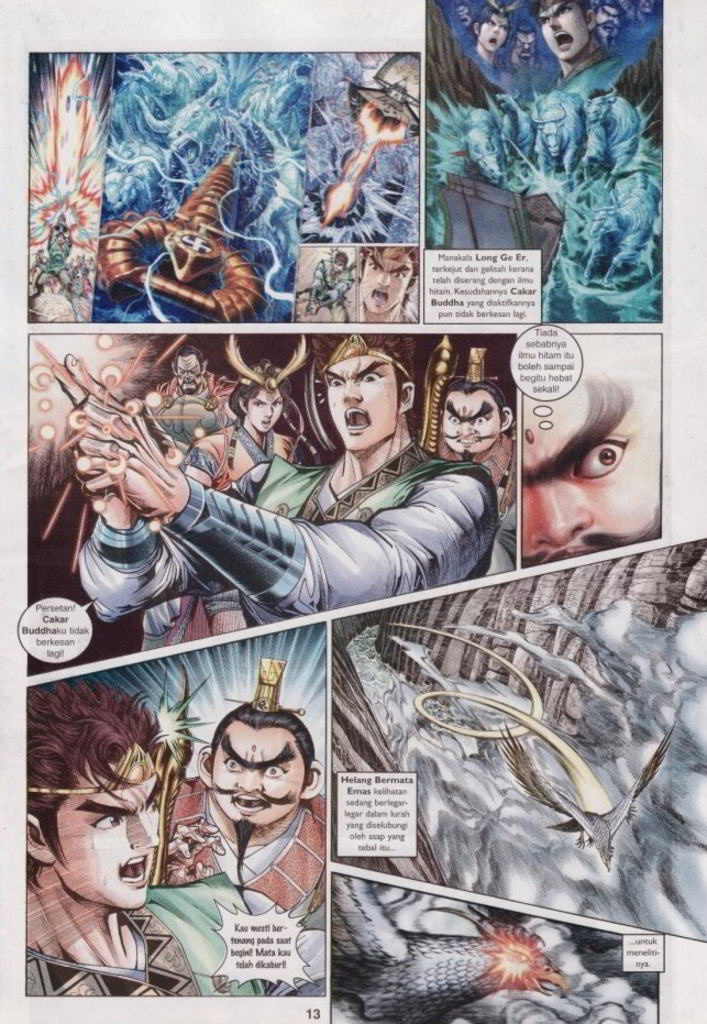 Manakala Long Ge Er,
terkejut dan gelisah kerana
telah diserang dengan ilmu
hitam. Kesudahannya Cakar
Buddha yang diaktifkannya
pun tidak berkesan lagi.
Tiada
sebabnya
ilmu hitam itu
boleh sampai
begitu hebat
sekali!
Persetan!
Cakar
Buddhaku tidak
berkesan
lagi!
Helang Bermata
Emas kelihatan
sedang berlegar-
legar dalam lurah
yang diselubungi
oleh asap yang
tebal itu...
Kau mesti ber-
tenang pada saat
begini! Mata kau
telah dikabur!!
...untuk
meneliti-
nya.
13